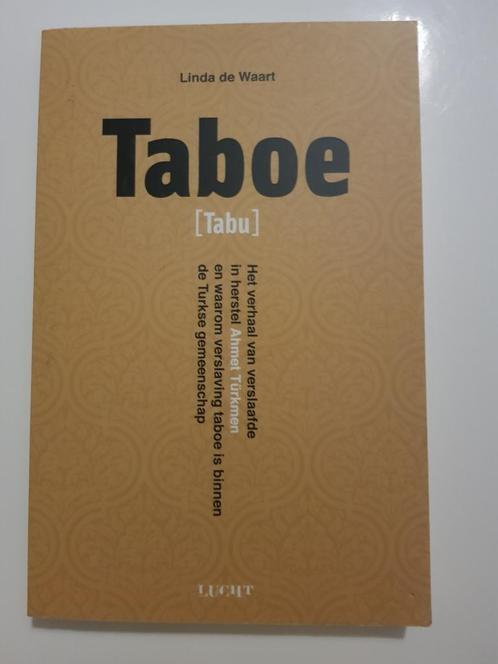 Linda de Waart
Taboe
[Tabu]
Het verhaal van verslaafde
in herstel Ahmet Türkmen
en waarom verslaving taboe is binnen
de Turkse gemeenschap
LUCHT